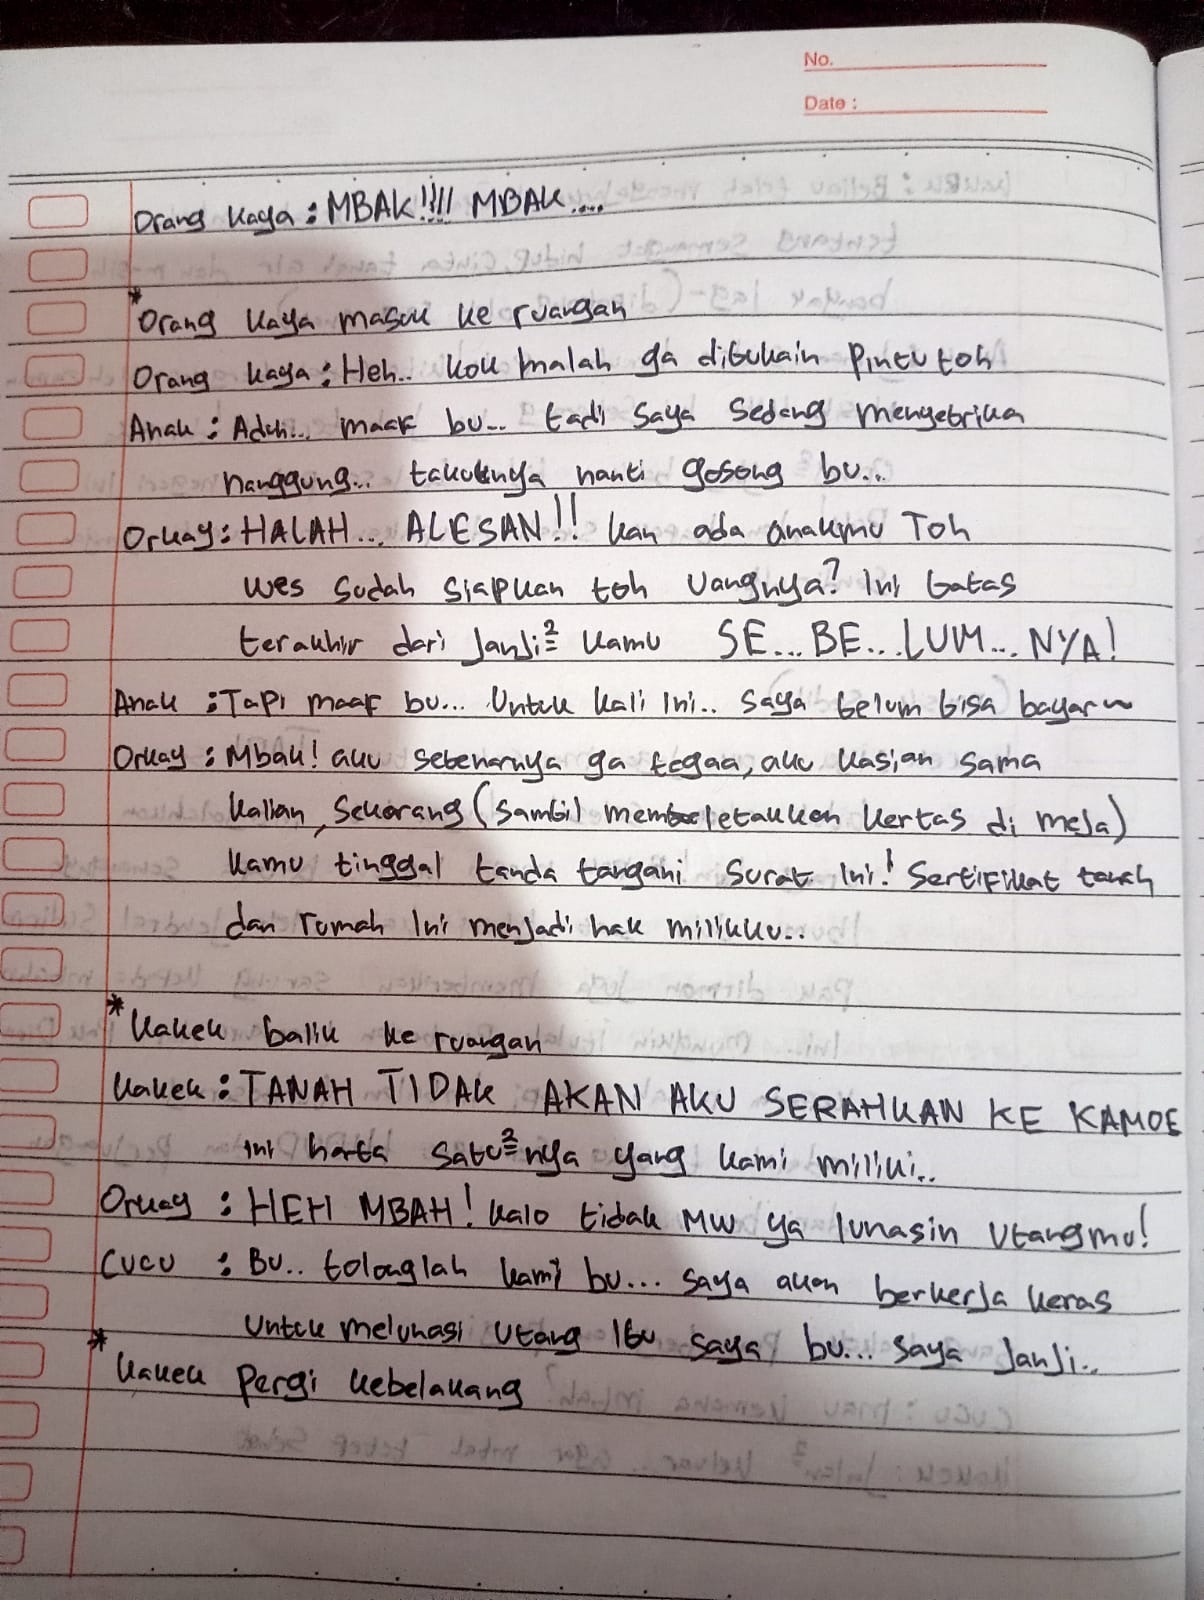 No.
Date :
Orang kaya : MBAK!!!!! MBAK....
*Orang kaya masuk ke ruangan
Orang kaya : Heh.. kok malah ga dibukain pintu toh
Anak : Aduh... maaf bu... tadi saya sedang menyetrika
nanggung... takutnya nanti gosong bu...
Orkay : HALAH... ALESAN!! kan ada anakmu Toh
wes sudah siapkan toh uangnya? Ini batas
terakhir dari janji² kamu SE... BE... LUM... NYA!
Anak : Tapi maaf bu... Untuk kali ini.. saya belum bisa bayar~
Orkay : Mbak! aku sebenarnya ga tegaa, aku kasian sama
kalian, sekarang (sambil meletakkan kertas di meja)
kamu tinggal tanda tangani surat ini! Sertifikat tanah
dan rumah ini menjadi hak milikku..
*Kakek balik ke ruangan
Kakek : TANAH TIDAK AKAN AKU SERAHKAN KE KAMOE
ini harta satu²nya yang kami miliki..
Orkay : HEH MBAH! kalo tidak MW ya lunasin utangmu!
Cucu : Bu.. tolonglah kami bu... saya akan berkerja keras
untuk melunasi utang Ibu saya bu... saya janji..
*Kakek pergi kebelakang